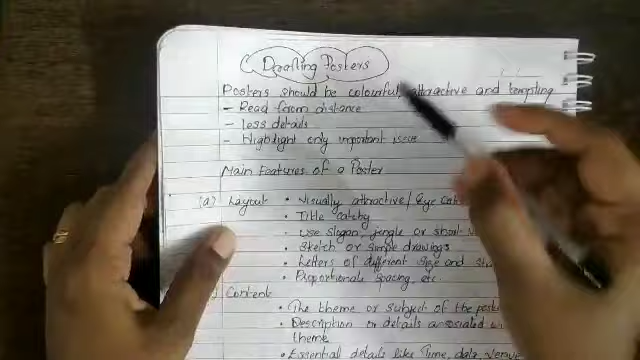 Drafting Posters
Posters should be colourful, attractive and tempting
- Read from distance
- less details
- Highlight only important issue
Main Features of a Poster
(a) Layout • Visually attractive/ Eye
• Title catchy
• Use slogan, jingle or short
• Sketch or simple drawings
• Letters of different size and
• Proportionate spacing, etc.
Content
• The theme or subject of the
• Description or details associated
theme
• Essential details like Time, date, Venue